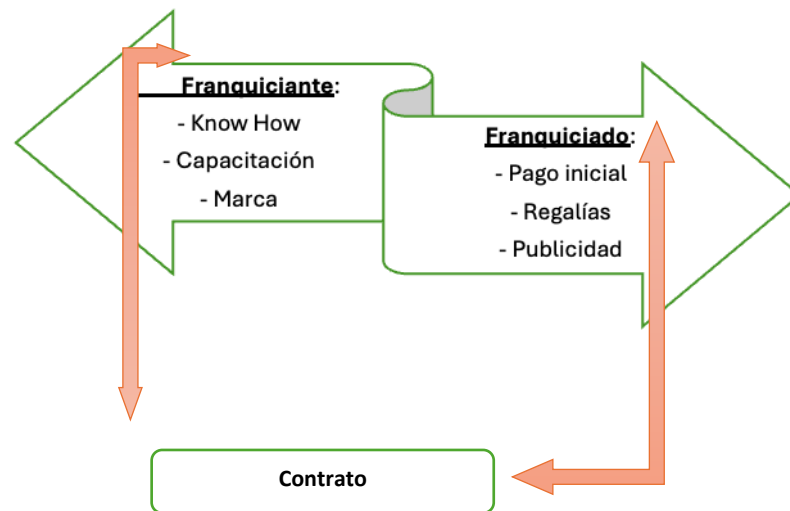 Franquiciante:
- Know How
- Capacitación
- Marca
Franquiciado:
- Pago inicial
- Regalías
- Publicidad
Contrato